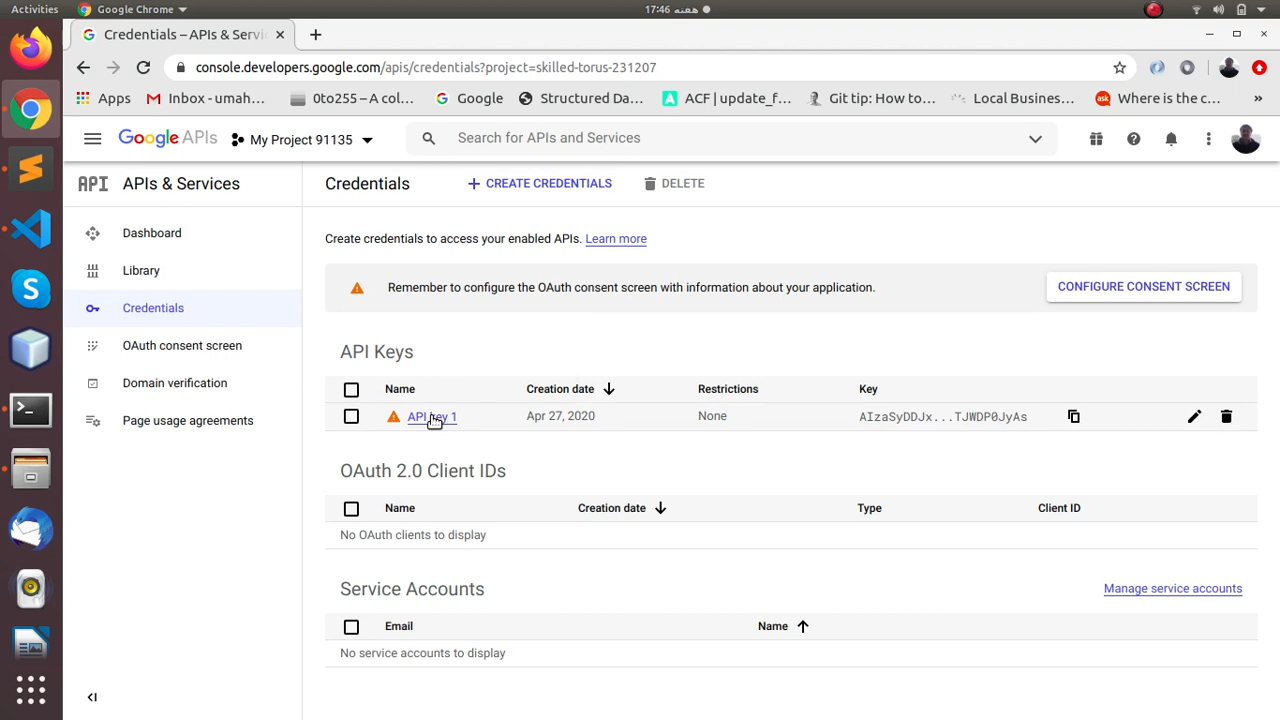 Activities
Google Chrome
17:46 هفته
Credentials – APIs & Servi
console.developers.google.com/apis/credentials?project=skilled-torus-231207
Apps
Inbox - umah...
0to255 – A col...
Google
Structured Da...
ACF | update_f...
Git tip: How to...
Local Business...
ask
Where is the c...
»
Google APIs
My Project 91135
Search for APIs and Services
API
APIs & Services
Credentials
+ CREATE CREDENTIALS
DELETE
Dashboard
Library
Credentials
OAuth consent screen
Domain verification
Page usage agreements
Create credentials to access your enabled APIs. Learn more
Remember to configure the OAuth consent screen with information about your application.
CONFIGURE CONSENT SCREEN
API Keys
Name Creation date Restrictions Key
API key 1 Apr 27, 2020 None AIzaSyDDJx...TJWDP0JyAs
OAuth 2.0 Client IDs
Name Creation date Type Client ID
No OAuth clients to display
Service Accounts
Manage service accounts
Email Name
No service accounts to display